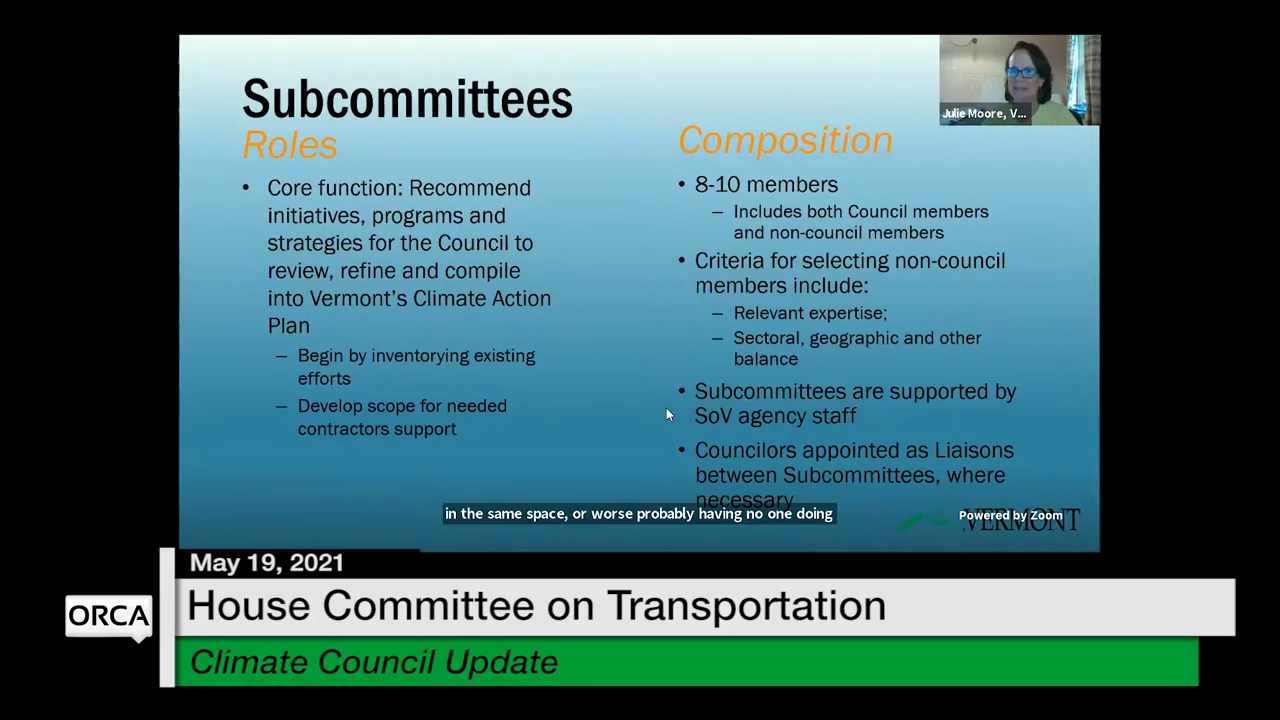 Subcommittees
Roles
• Core function: Recommend
initiatives, programs and
strategies for the Council to
review, refine and compile
into Vermont's Climate Action
Plan
– Begin by inventorying existing
efforts
– Develop scope for needed
contractors support
Composition
• 8-10 members
– Includes both Council members
and non-council members
• Criteria for selecting non-council
members include:
– Relevant expertise;
– Sectoral, geographic and other
balance
• Subcommittees are supported by
SoV agency staff
• Councilors appointed as Liaisons
between Subcommittees, where
necessary
Julie Moore, V...
in the same space, or worse probably having no one doing
Powered by Zoom
VERMONT
May 19, 2021
ORCA
House Committee on Transportation
Climate Council Update